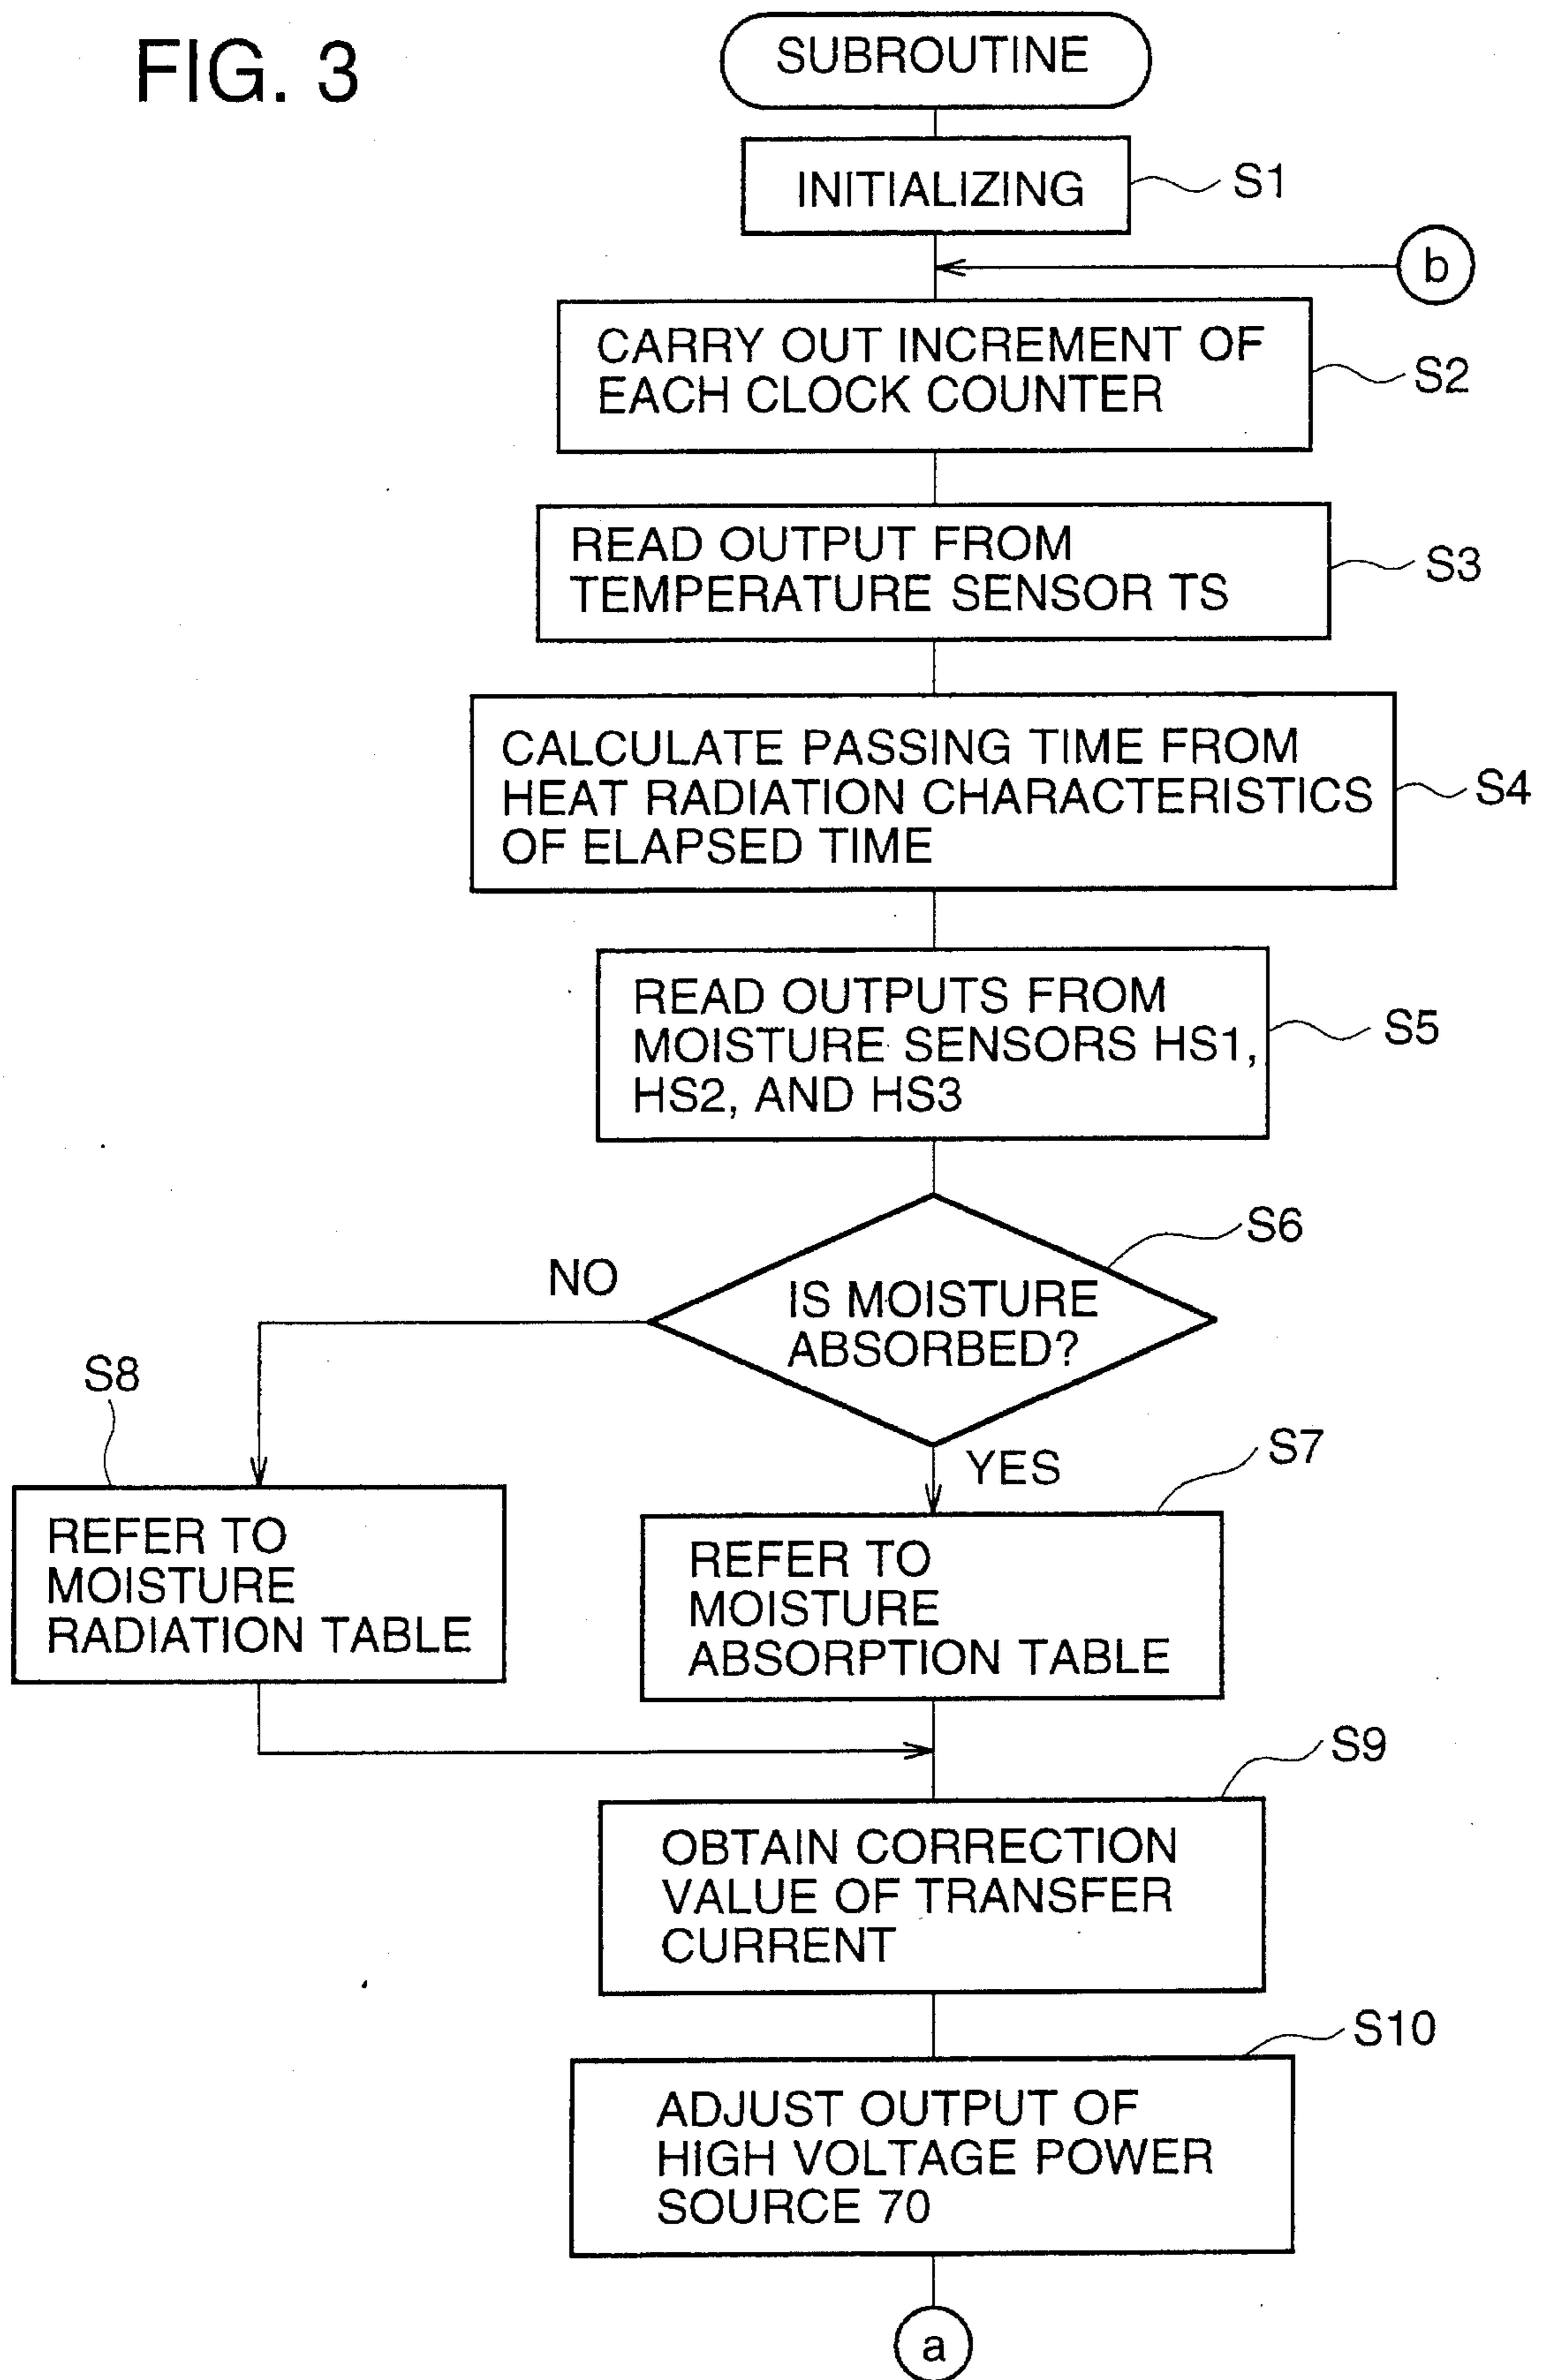 FIG. 3
SUBROUTINE
INITIALIZING
S1
b
CARRY OUT INCREMENT OF
EACH CLOCK COUNTER
S2
READ OUTPUT FROM
TEMPERATURE SENSOR TS
S3
CALCULATE PASSING TIME FROM
HEAT RADIATION CHARACTERISTICS
OF ELAPSED TIME
S4
READ OUTPUTS FROM
MOISTURE SENSORS HS1,
HS2, AND HS3
S5
S6
NO
IS MOISTURE
ABSORBED?
S8
YES
S7
REFER TO
MOISTURE
RADIATION TABLE
REFER TO
MOISTURE
ABSORPTION TABLE
S9
OBTAIN CORRECTION
VALUE OF TRANSFER
CURRENT
S10
ADJUST OUTPUT OF
HIGH VOLTAGE POWER
SOURCE 70
a